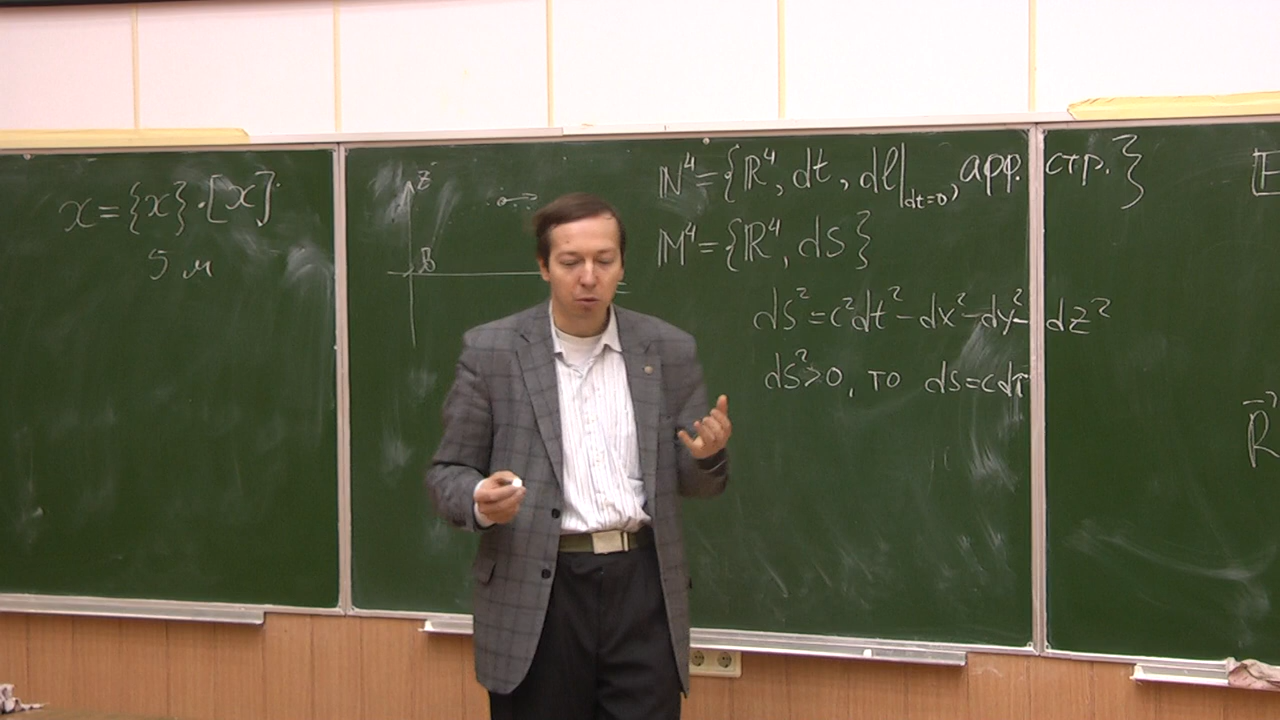 x={x}·[x]
5 м
z
N⁴={ℝ⁴, dt, dl|dt=0, афф. стр.}
M⁴={ℝ⁴, ds}
ds²=c²dt²-dx²-dy²-dz²
ds²>0, то ds=cdτ
R